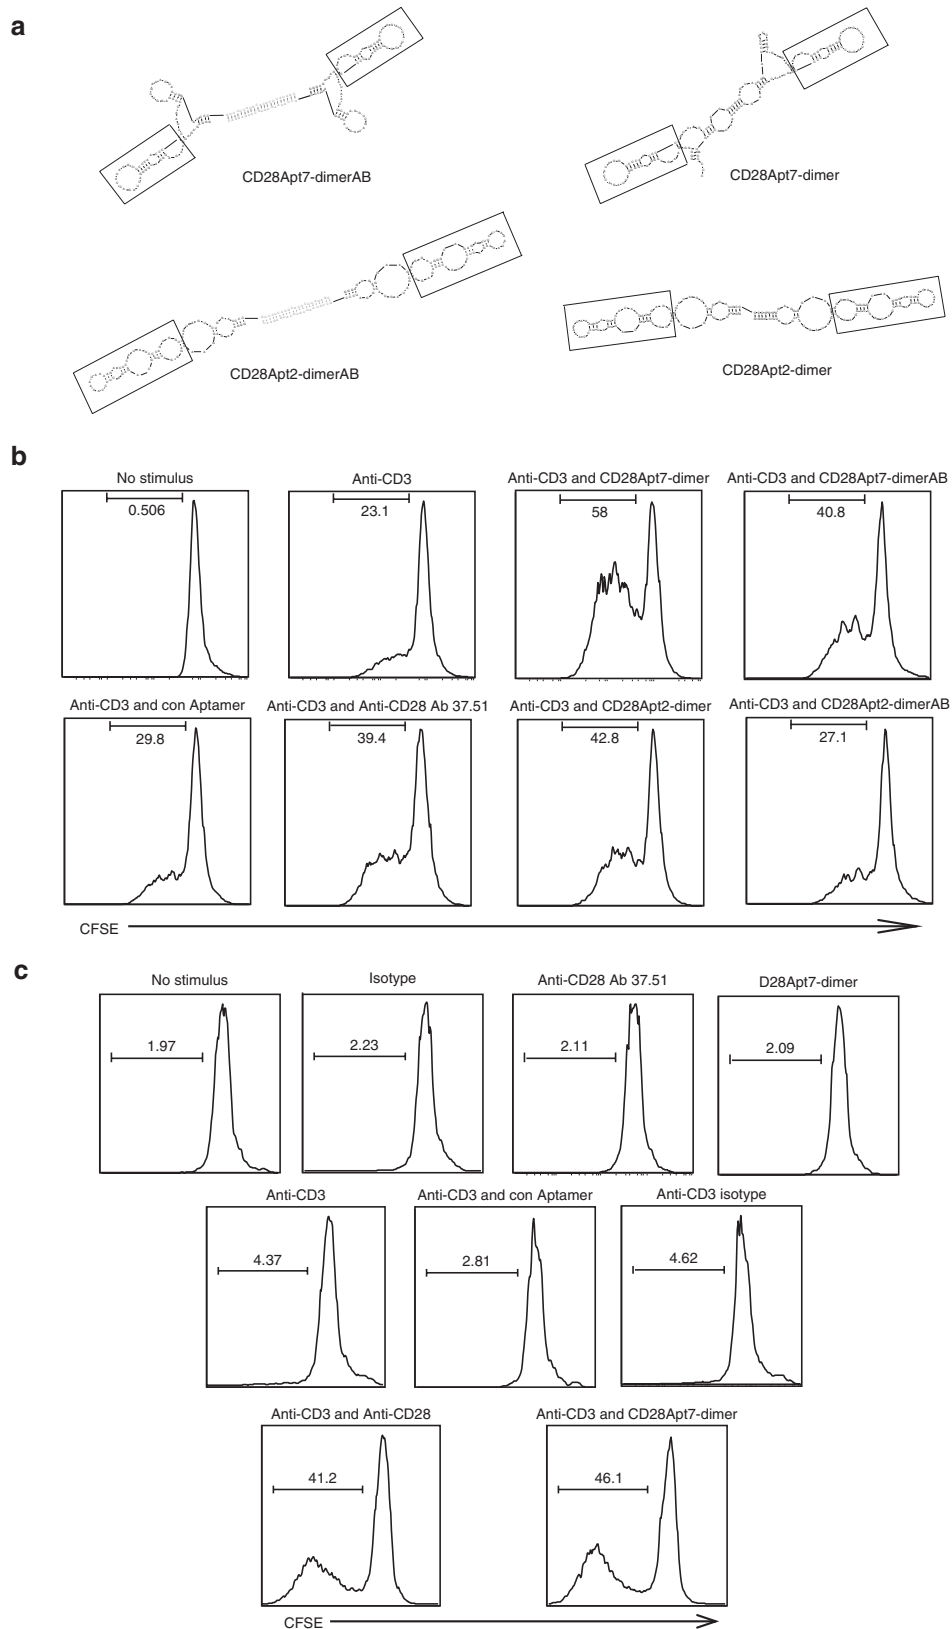 a
CD28Apt7-dimerAB
CD28Apt7-dimer
CD28Apt2-dimerAB
CD28Apt2-dimer
b
No stimulus
Anti-CD3
Anti-CD3 and CD28Apt7-dimer
Anti-CD3 and CD28Apt7-dimerAB
0.506
23.1
58
40.8
Anti-CD3 and con Aptamer
Anti-CD3 and Anti-CD28 Ab 37.51
Anti-CD3 and CD28Apt2-dimer
Anti-CD3 and CD28Apt2-dimerAB
29.8
39.4
42.8
27.1
CFSE
c
No stimulus
Isotype
Anti-CD28 Ab 37.51
D28Apt7-dimer
1.97
2.23
2.11
2.09
Anti-CD3
Anti-CD3 and con Aptamer
Anti-CD3 isotype
4.37
2.81
4.62
Anti-CD3 and Anti-CD28
Anti-CD3 and CD28Apt7-dimer
41.2
46.1
CFSE